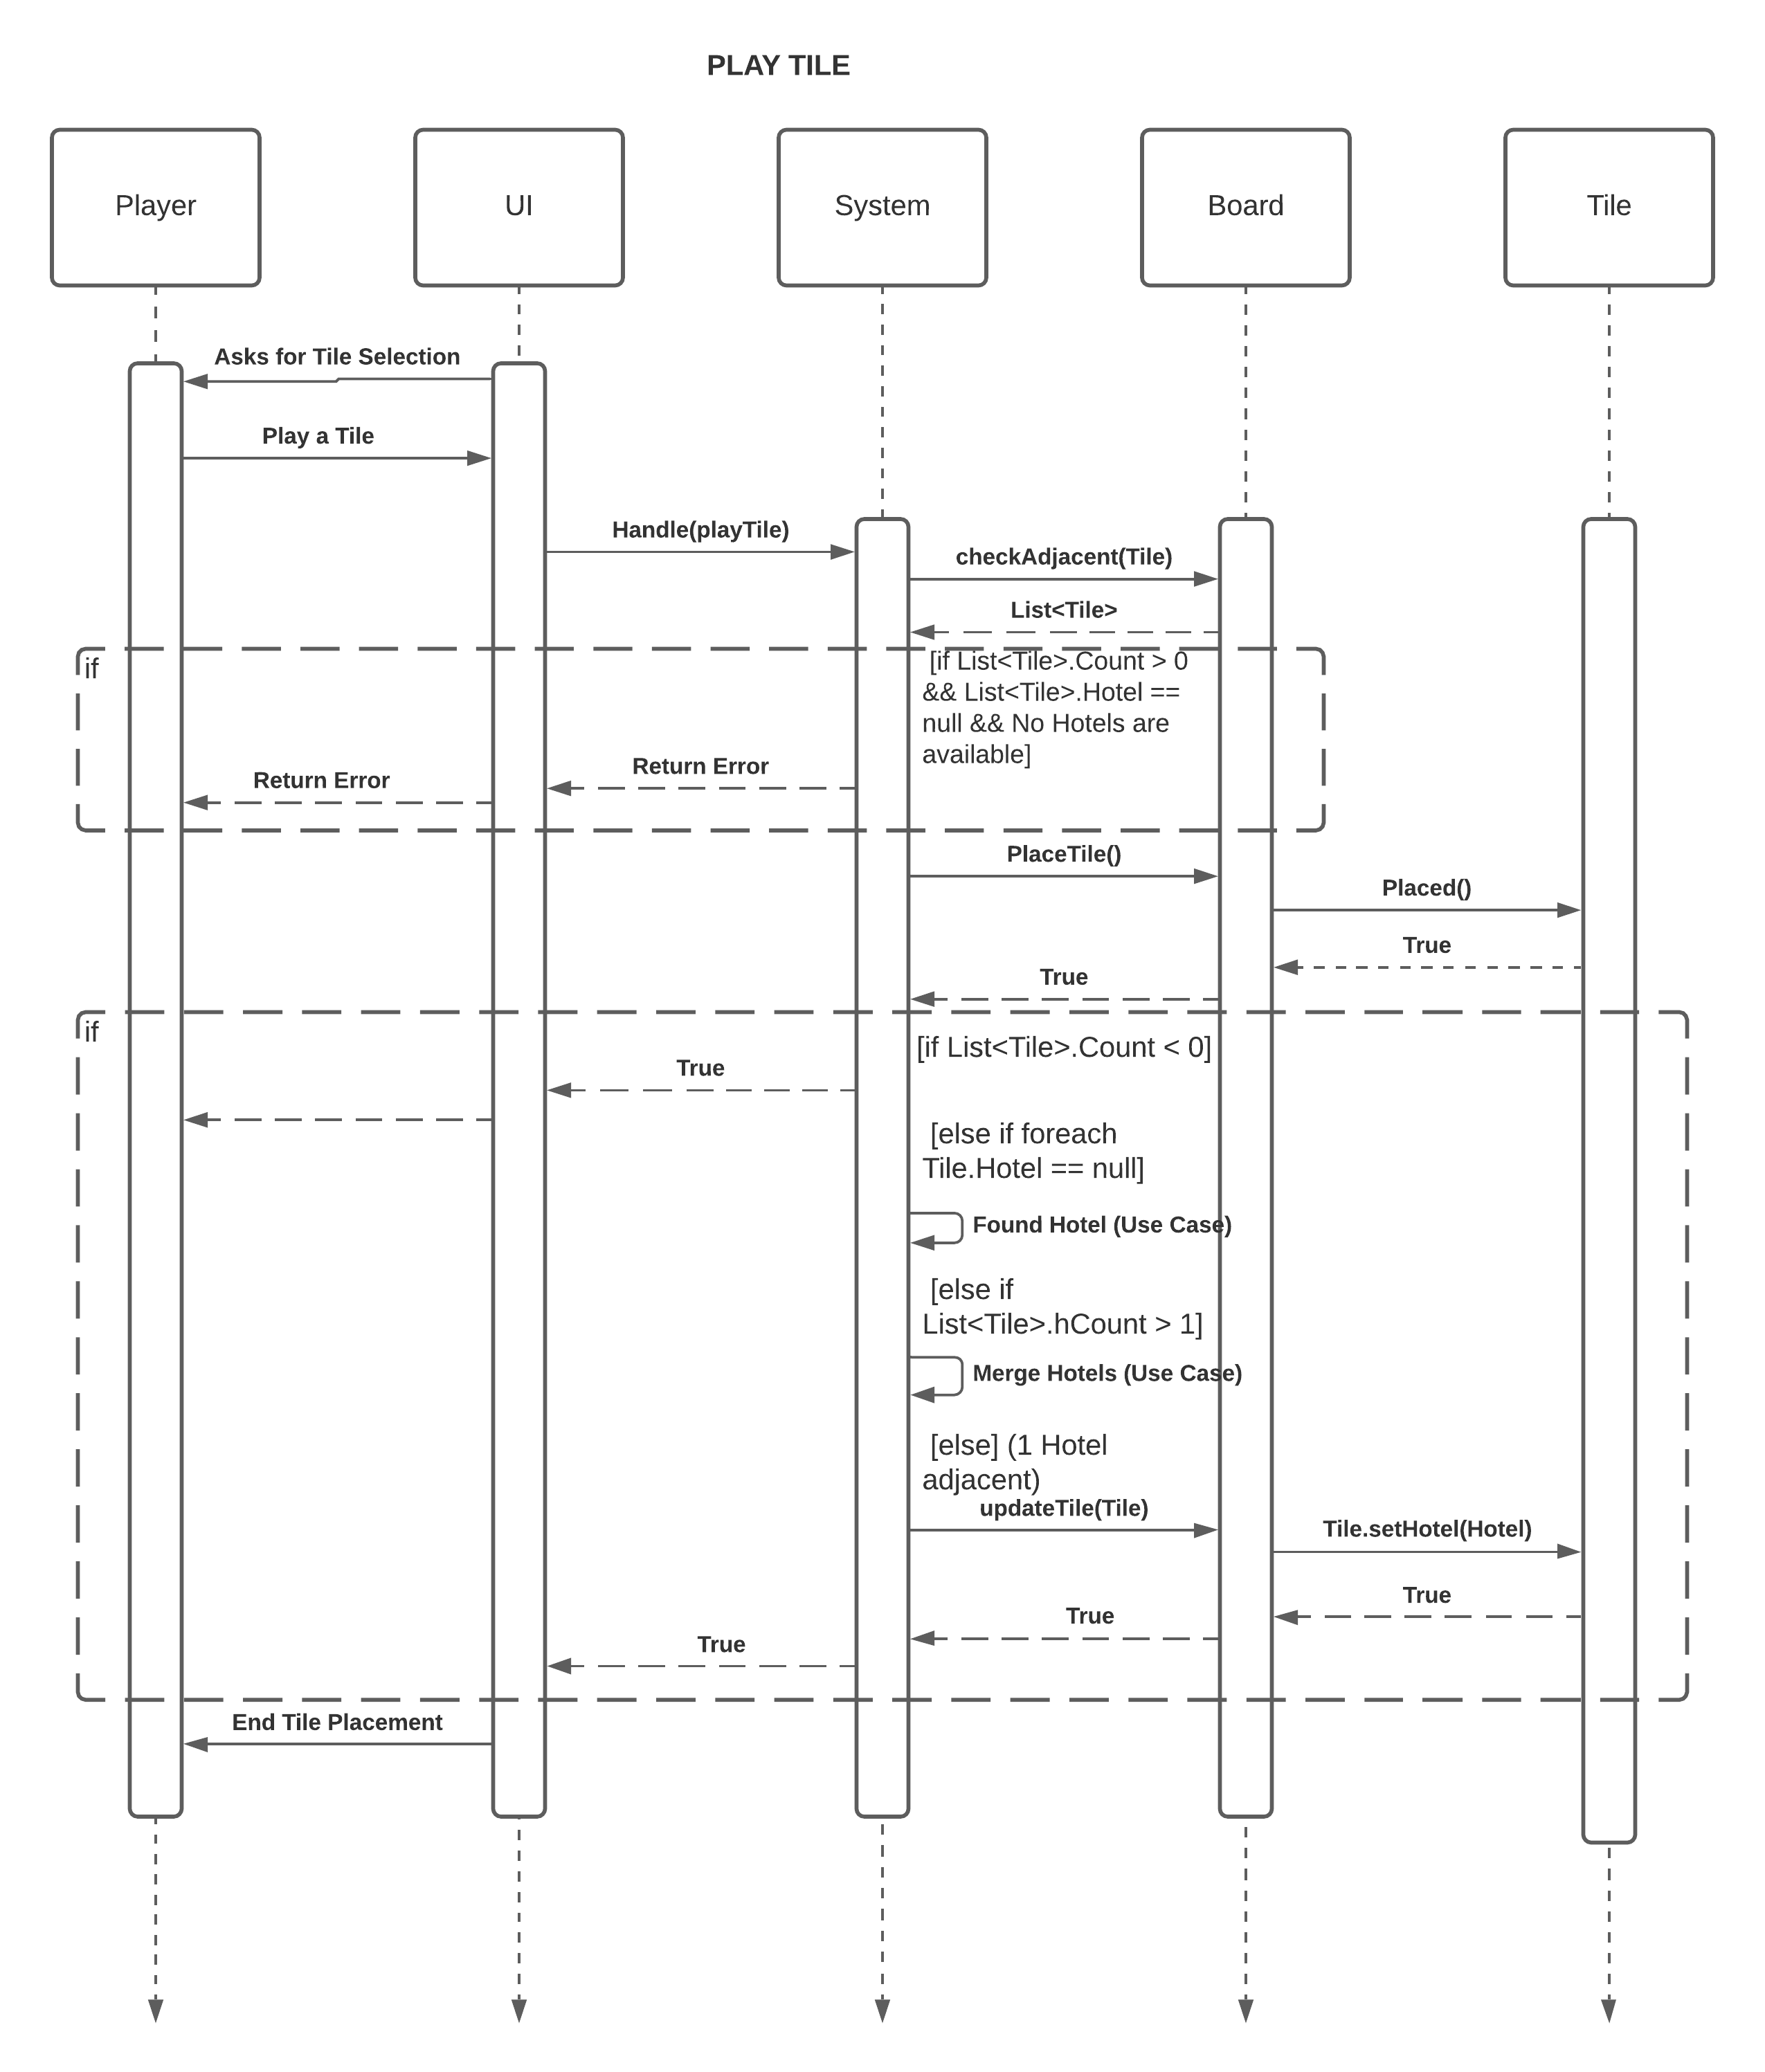 PLAY TILE
Player
UI
System
Board
Tile
Asks for Tile Selection
Play a Tile
Handle(playTile)
checkAdjacent(Tile)
List<Tile>
if
[if List<Tile>.Count > 0
&& List<Tile>.Hotel ==
null && No Hotels are
available]
Return Error
Return Error
PlaceTile()
Placed()
True
True
if
[if List<Tile>.Count < 0]
True
[else if foreach
Tile.Hotel == null]
Found Hotel (Use Case)
[else if
List<Tile>.hCount > 1]
Merge Hotels (Use Case)
[else] (1 Hotel
adjacent)
updateTile(Tile)
Tile.setHotel(Hotel)
True
True
True
End Tile Placement